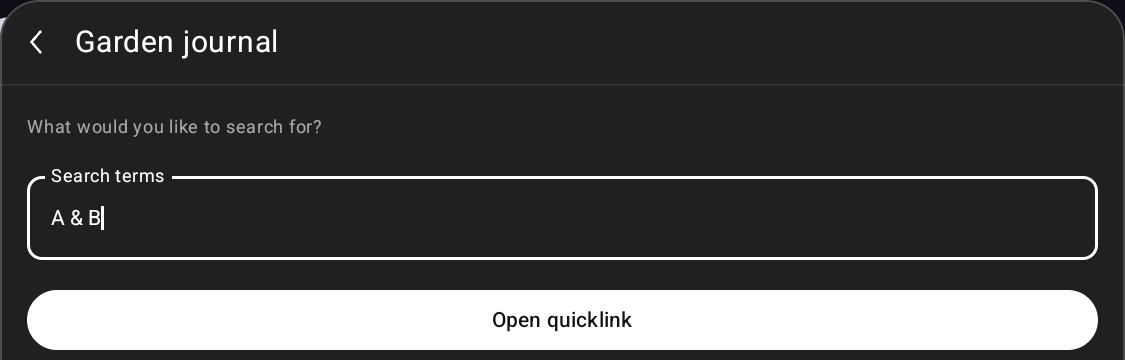 Garden journal
What would you like to search for?
Search terms
A & B
Open quicklink